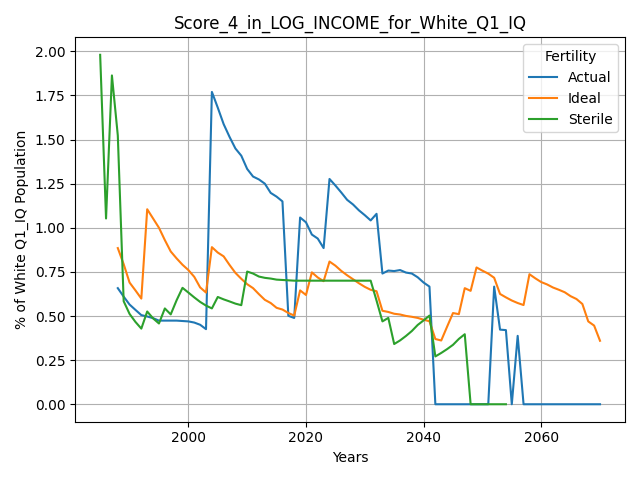 Score_4_in_LOG_INCOME_for_White_Q1_IQ
Fertility
Actual
Ideal
Sterile
% of White Q1_IQ Population
2.00
1.75
1.50
1.25
1.00
0.75
0.50
0.25
0.00
2000 2020 2040 2060
Years